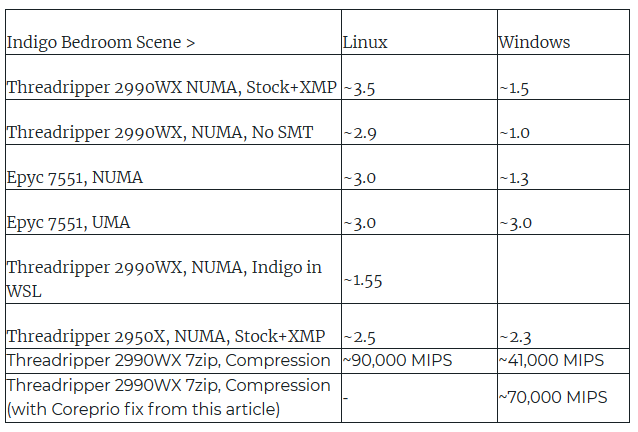 Indigo Bedroom Scene > Linux Windows
Threadripper 2990WX NUMA, Stock+XMP ~3.5 ~1.5
Threadripper 2990WX, NUMA, No SMT ~2.9 ~1.0
Epyc 7551, NUMA ~3.0 ~1.3
Epyc 7551, UMA ~3.0 ~3.0
Threadripper 2990WX, NUMA, Indigo in
WSL ~1.55
Threadripper 2950X, NUMA, Stock+XMP ~2.5 ~2.3
Threadripper 2990WX 7zip, Compression ~90,000 MIPS ~41,000 MIPS
Threadripper 2990WX 7zip, Compression
(with Coreprio fix from this article) - ~70,000 MIPS